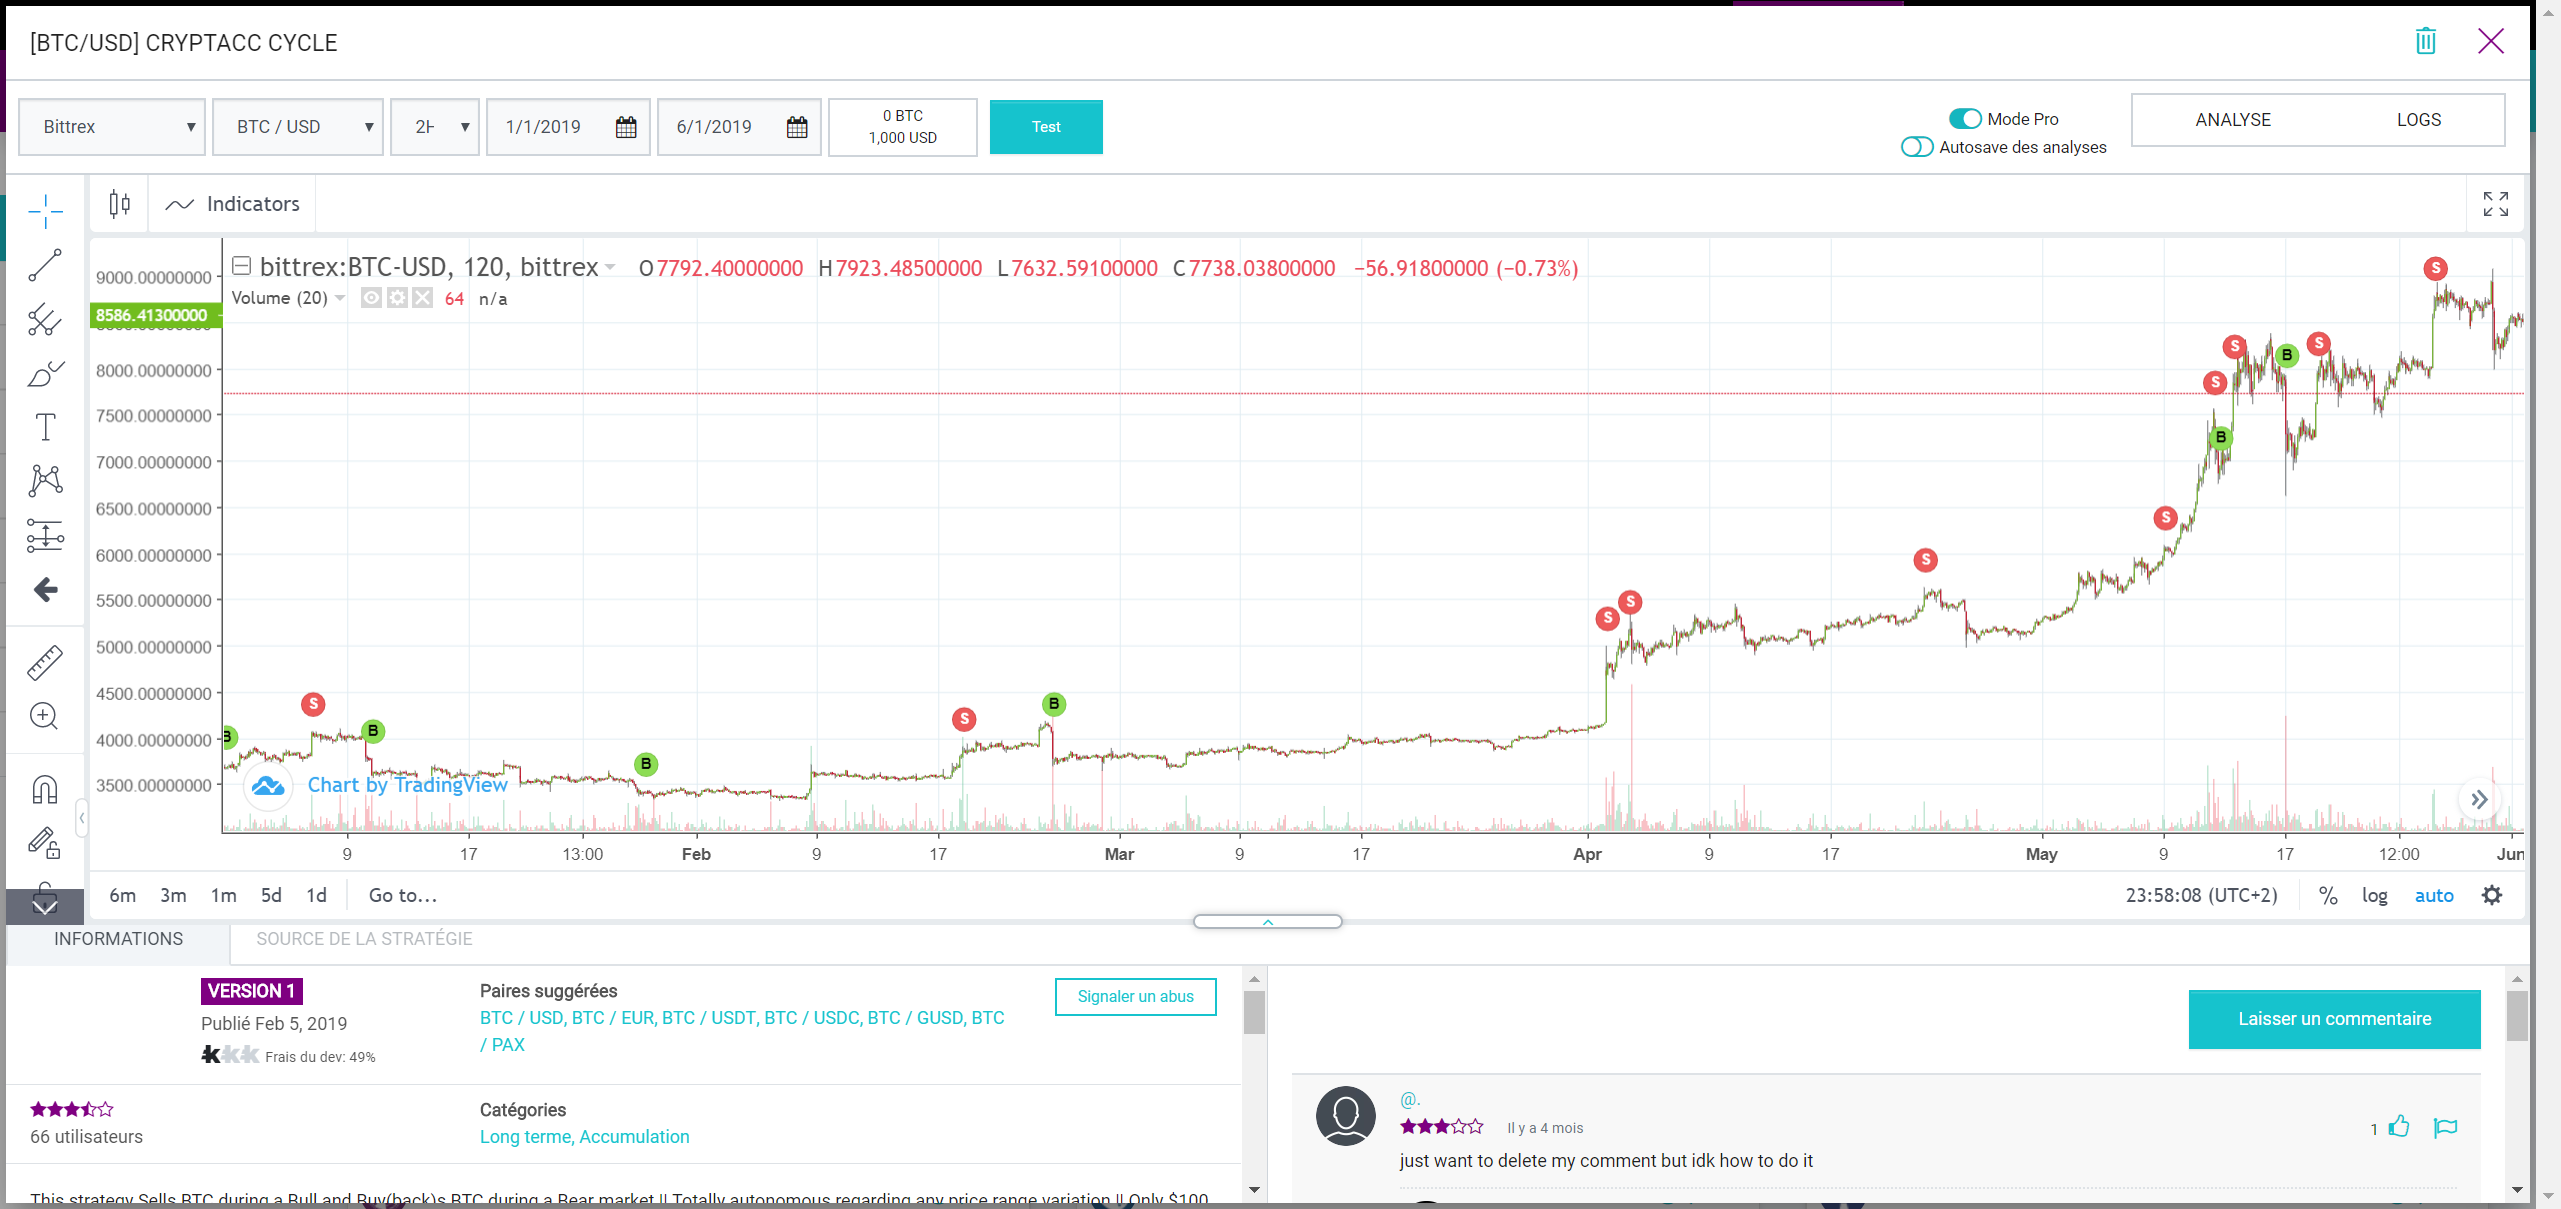 [BTC/USD] CRYPTACC CYCLE
Bittrex
BTC / USD
2H
1/1/2019
6/1/2019
0 BTC
1,000 USD
Test
Mode Pro
Autosave des analyses
ANALYSE
LOGS
Indicators
bittrex:BTC-USD, 120, bittrex O7792.40000000 H7923.48500000 L7632.59100000 C7738.03800000 −56.91800000 (−0.73%)
Volume (20) 64 n/a
9000.00000000
8586.41300000
8000.00000000
7500.00000000
7000.00000000
6500.00000000
6000.00000000
5500.00000000
5000.00000000
4500.00000000
4000.00000000
3500.00000000
S
S
B
S
S
B
S
S
S
S
S
B
S
B
B
B
Chart by TradingView
9 17 13:00 Feb 9 17 Mar 9 17 Apr 9 17 May 9 17 12:00 Jun
6m 3m 1m 5d 1d Go to...
23:58:08 (UTC+2) % log auto
INFORMATIONS
SOURCE DE LA STRATÉGIE
VERSION 1
Publié Feb 5, 2019
Frais du dev: 49%
Paires suggérées
BTC / USD, BTC / EUR, BTC / USDT, BTC / USDC, BTC / GUSD, BTC
/ PAX
Signaler un abus
66 utilisateurs
Catégories
Long terme, Accumulation
This strategy Sells BTC during a Bull and Buy(back)s BTC during a Bear market !! Totally autonomous regarding any price range variation !! Only $100
Laisser un commentaire
@.
Il y a 4 mois
1
just want to delete my comment but idk how to do it